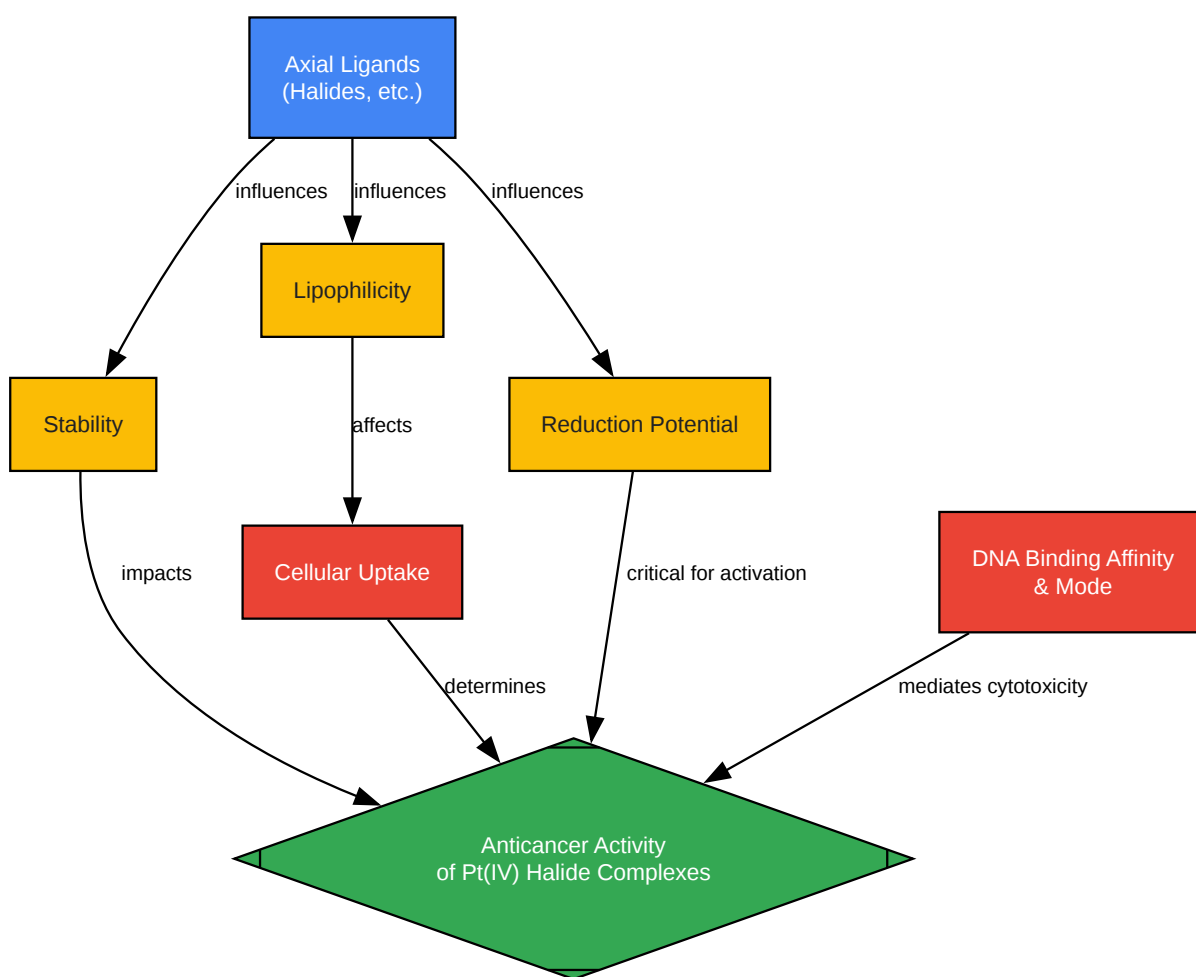 Axial Ligands
(Halides, etc.)
influences
influences
influences
Lipophilicity
Stability
affects
Reduction Potential
Cellular Uptake
DNA Binding Affinity
& Mode
impacts
critical for activation
determines
mediates cytotoxicity
Anticancer Activity
of Pt(IV) Halide Complexes